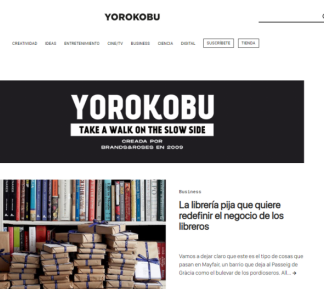 YOROKOBU
CREATIVIDAD IDEAS ENTRETENIMIENTO CINE/TV BUSINESS CIENCIA DIGITAL SUSCRÍBETE TIENDA
YOROKOBU
TAKE A WALK ON THE SLOW SIDE
CREADA POR
BRANDS&ROSES EN 2009
Business
La librería pija que quiere
redefinir el negocio de los
libreros
Vamos a dejar claro que este es el tipo de cosas que
pasan en Mayfair, un barrio que deja al Passeig de
Gràcia como el bulevar de los pordioseros. All... →